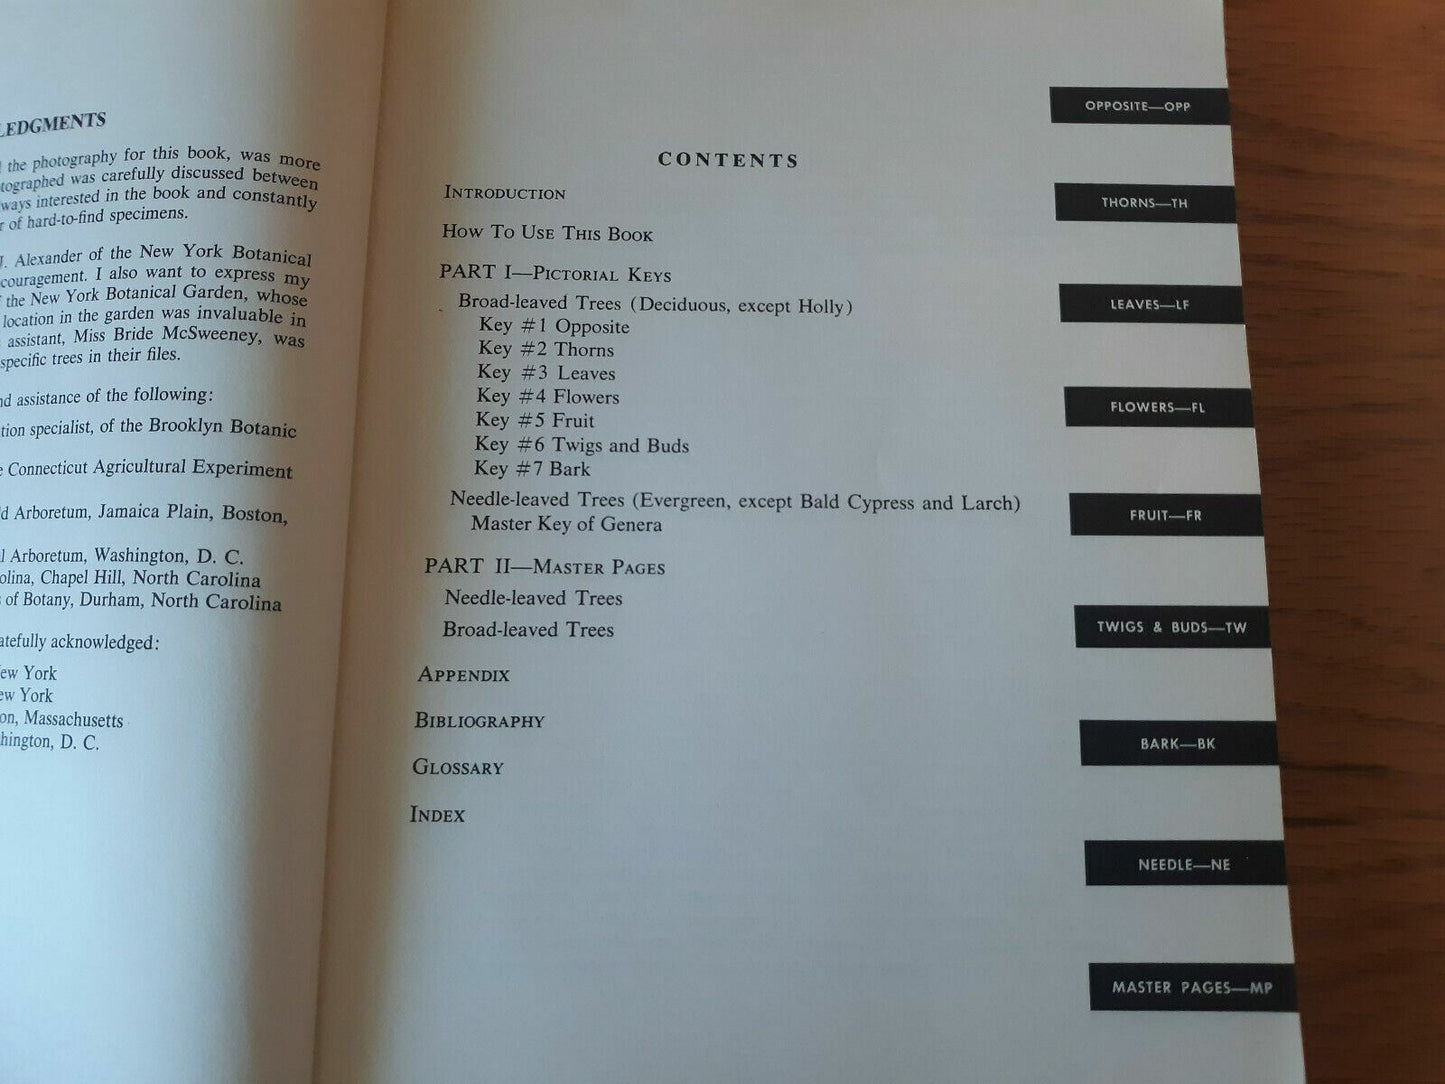 LEDGMENTS
the photography for this book, was more
tographed was carefully discussed between
ways interested in the book and constantly
r of hard-to-find specimens.
J. Alexander of the New York Botanical
couragement. I also want to express my
the New York Botanical Garden, whose
location in the garden was invaluable in
assistant, Miss Bride McSweeney, was
specific trees in their files.
nd assistance of the following:
tion specialist, of the Brooklyn Botanic
e Connecticut Agricultural Experiment
d Arboretum, Jamaica Plain, Boston,
l Arboretum, Washington, D. C.
olina, Chapel Hill, North Carolina
s of Botany, Durham, North Carolina
atefully acknowledged:
ew York
ew York
on, Massachusetts
hington, D. C.
CONTENTS
INTRODUCTION
HOW TO USE THIS BOOK
PART I—PICTORIAL KEYS
Broad-leaved Trees (Deciduous, except Holly)
Key #1 Opposite
Key #2 Thorns
Key #3 Leaves
Key #4 Flowers
Key #5 Fruit
Key #6 Twigs and Buds
Key #7 Bark
Needle-leaved Trees (Evergreen, except Bald Cypress and Larch)
Master Key of Genera
PART II—MASTER PAGES
Needle-leaved Trees
Broad-leaved Trees
APPENDIX
BIBLIOGRAPHY
GLOSSARY
INDEX
OPPOSITE—OPP
THORNS—TH
LEAVES—LF
FLOWERS—FL
FRUIT—FR
TWIGS & BUDS—TW
BARK—BK
NEEDLE—NE
MASTER PAGES—MP